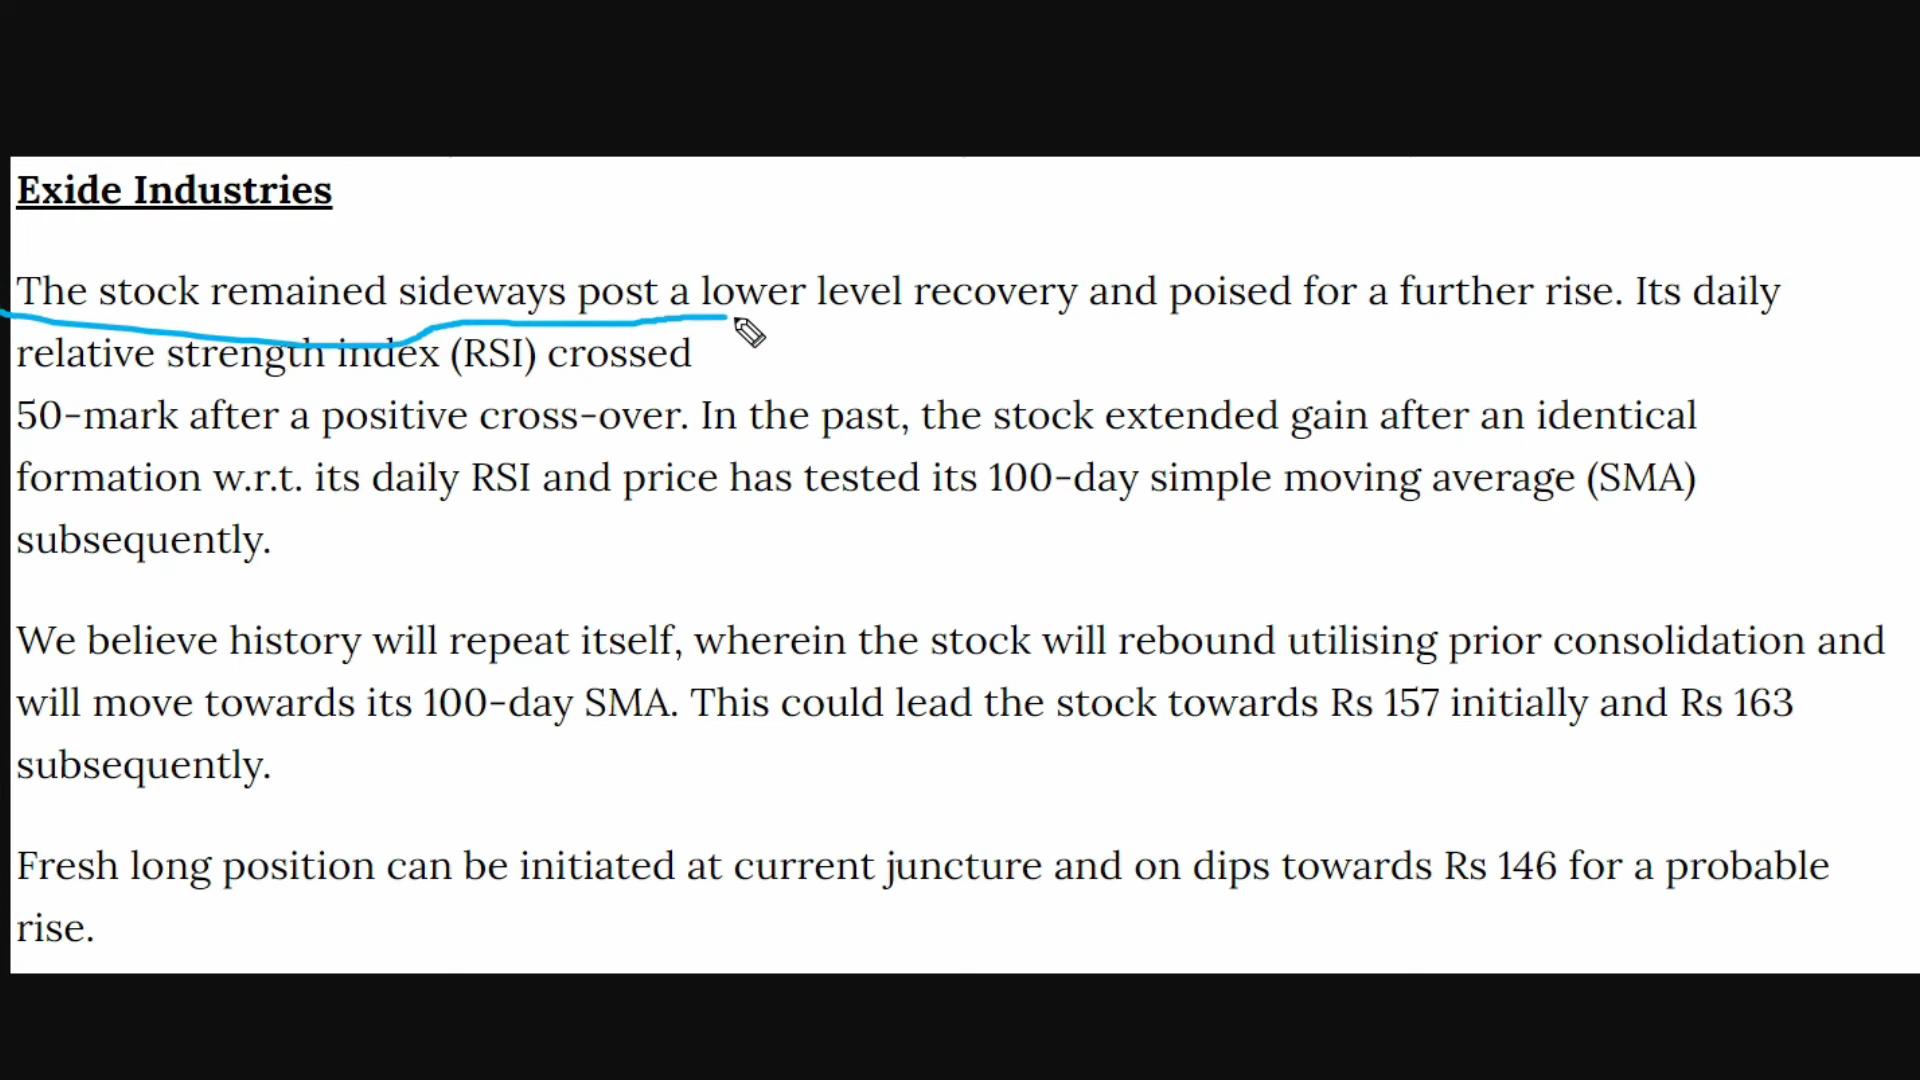 Exide Industries
The stock remained sideways post a lower level recovery and poised for a further rise. Its daily
relative strength index (RSI) crossed
50-mark after a positive cross-over. In the past, the stock extended gain after an identical
formation w.r.t. its daily RSI and price has tested its 100-day simple moving average (SMA)
subsequently.
We believe history will repeat itself, wherein the stock will rebound utilising prior consolidation and
will move towards its 100-day SMA. This could lead the stock towards Rs 157 initially and Rs 163
subsequently.
Fresh long position can be initiated at current juncture and on dips towards Rs 146 for a probable
rise.